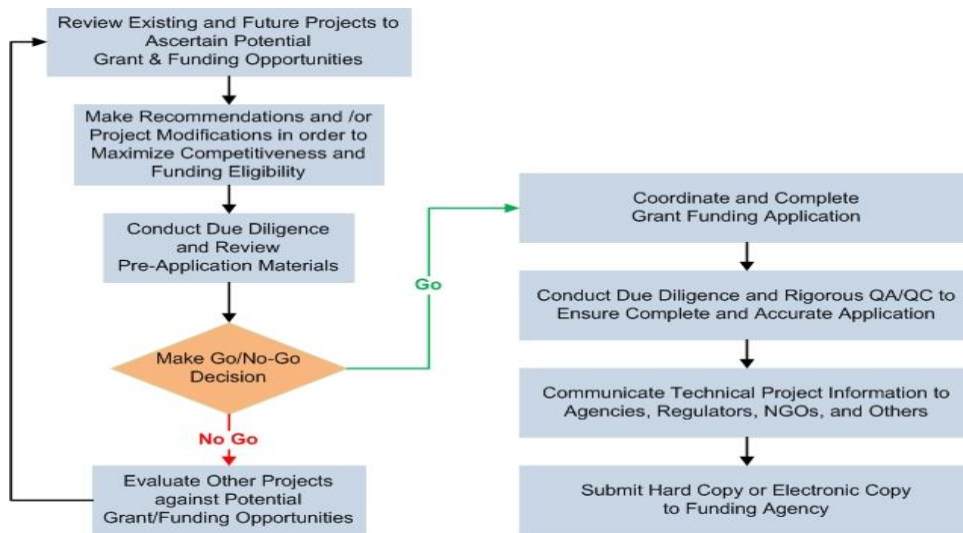 Review Existing and Future Projects to
Ascertain Potential
Grant & Funding Opportunities
Make Recommendations and /or
Project Modifications in order to
Maximize Competitiveness and
Funding Eligibility
Conduct Due Diligence
and Review
Pre-Application Materials
Make Go/No-Go
Decision
No Go
Evaluate Other Projects
against Potential
Grant/Funding Opportunities
Go
Coordinate and Complete
Grant Funding Application
Conduct Due Diligence and Rigorous QA/QC to
Ensure Complete and Accurate Application
Communicate Technical Project Information to
Agencies, Regulators, NGOs, and Others
Submit Hard Copy or Electronic Copy
to Funding Agency